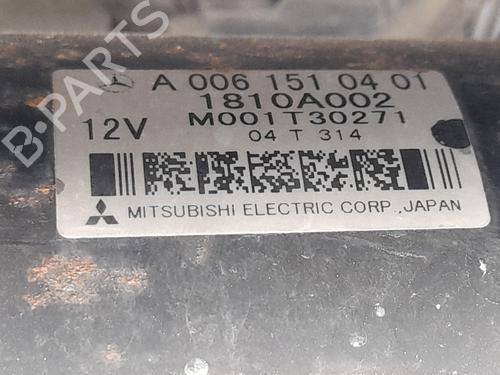 A 006 151 04 01
1810A002
12V M001T30271
04 T 314
MITSUBISHI ELECTRIC CORP.,JAPAN
B-PARTS